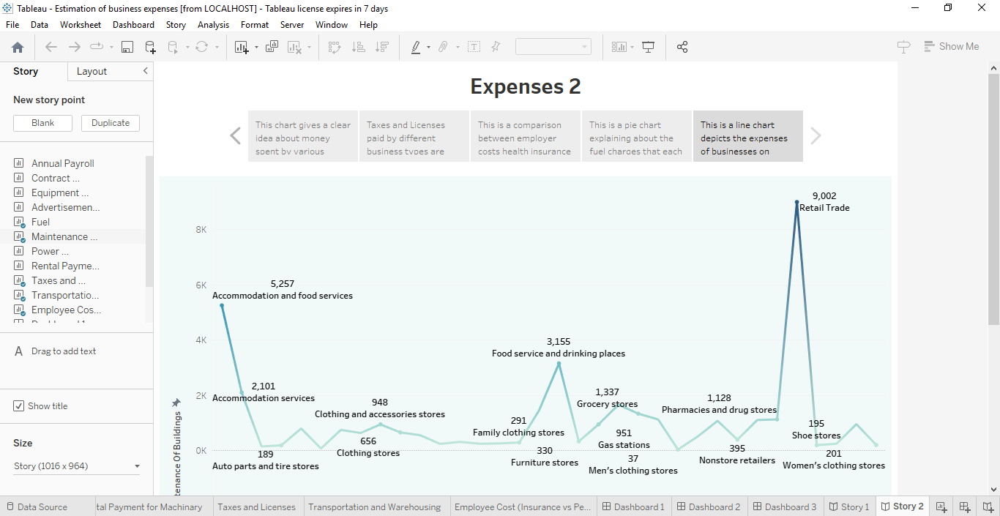 Tableau - Estimation of business expenses [from LOCALHOST] - Tableau license expires in 7 days
File Data Worksheet Dashboard Story Analysis Format Server Window Help
Show Me
Story Layout
New story point
Blank Duplicate
Annual Payroll
Contract ...
Equipment ...
Advertisemen...
Fuel
Maintenance ...
Power ...
Rental Payme...
Taxes and ...
Transportatio...
Employee Cos...
Drag to add text
Show title
Size
Story (1016 x 964)
Expenses 2
This chart gives a clear
idea about money
spent by various
Taxes and Licenses
paid by different
business types are
This is a comparison
between employer
costs health insurance
This is a pie chart
explaining about the
fuel charges that each
This is a line chart
depicts the expenses
of businesses on
9,002
Retail Trade
8K
6K
5,257
Accommodation and food services
4K
3,155
Food service and drinking places
2K
2,101
Accommodation services
948
Clothing and accessories stores
1,337
Grocery stores
1,128
Pharmacies and drug stores
291
Family clothing stores
195
Shoe stores
656
Clothing stores
951
Gas stations
0K
189
Auto parts and tire stores
330
Furniture stores
37
Men's clothing stores
395
Nonstore retailers
201
Women's clothing stores
tenance Of Buildings
Data Source
tal Payment for Machinary
Taxes and Licenses
Transportation and Warehousing
Employee Cost (Insurance vs Pe...
Dashboard 1
Dashboard 2
Dashboard 3
Story 1
Story 2